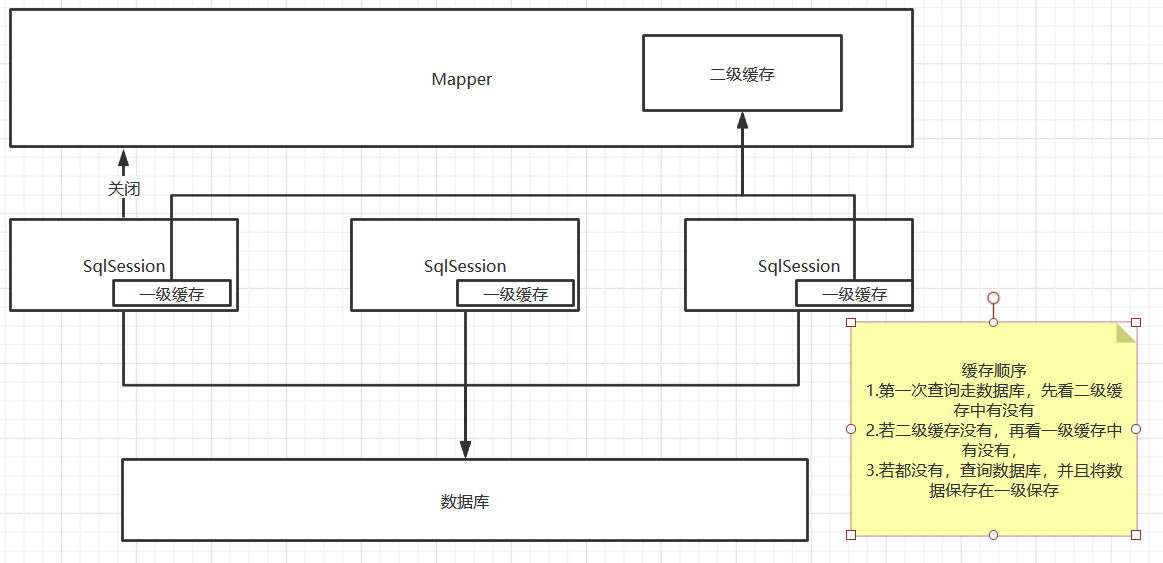 Mapper
二级缓存
关闭
SqlSession
一级缓存
SqlSession
一级缓存
SqlSession
一级缓存
缓存顺序
1.第一次查询走数据库，先看二级缓
存中有没有
2.若二级缓存没有，再看一级缓存中
有没有，
3.若都没有，查询数据库，并且将数
据保存在一级保存
数据库